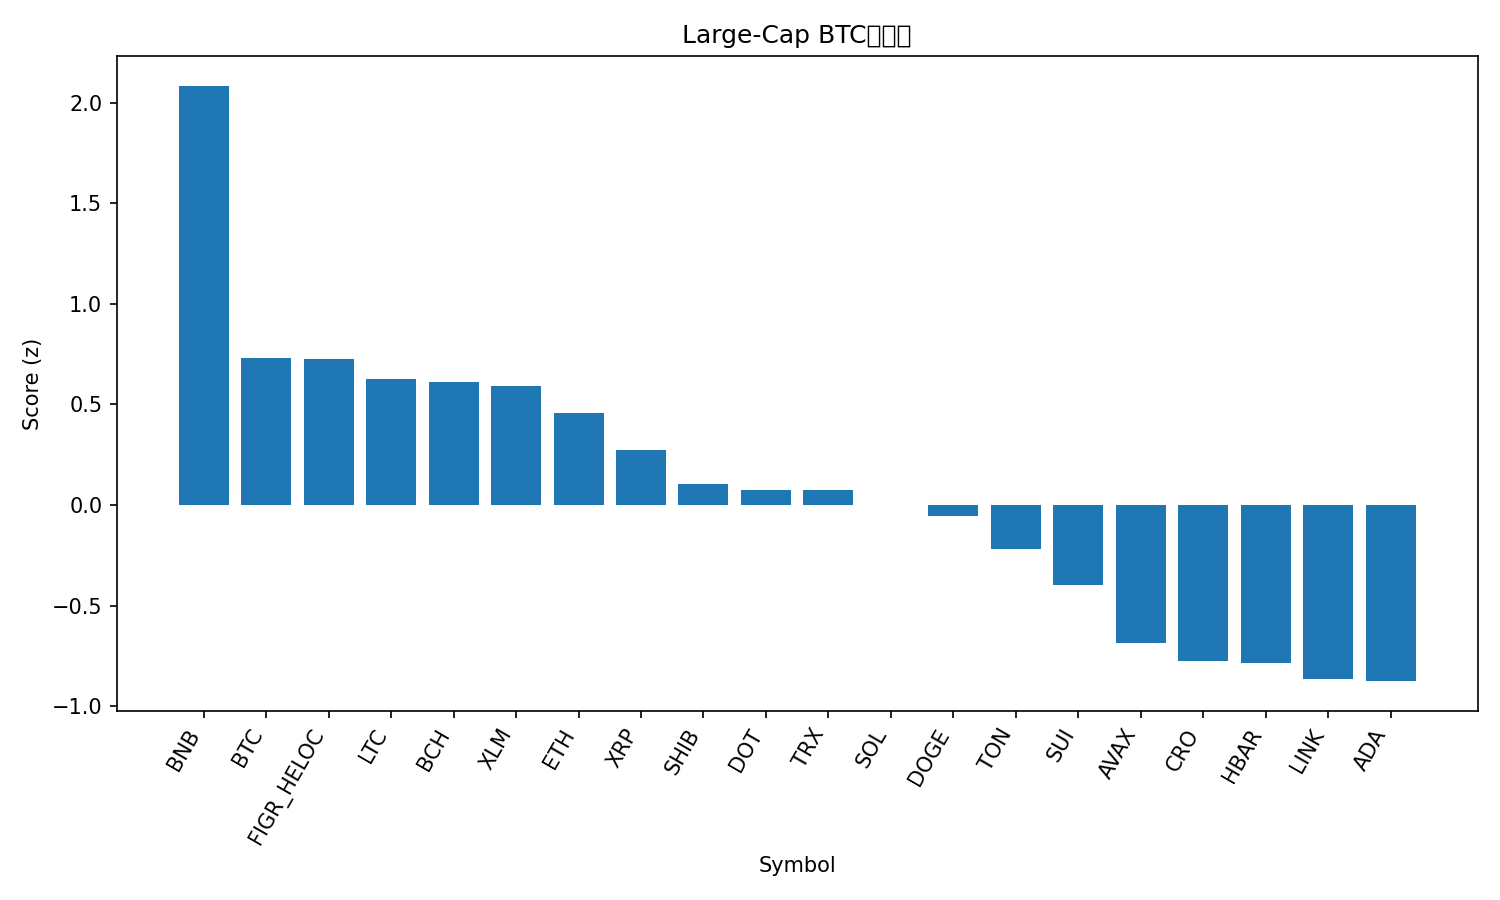 Large-Cap BTC
Score (z)
2.0
1.5
1.0
0.5
0.0
−0.5
−1.0
BNB
BTC
FIGR_HELOC
LTC
BCH
XLM
ETH
XRP
SHIB
DOT
TRX
SOL
DOGE
TON
SUI
AVAX
CRO
HBAR
LINK
ADA
Symbol